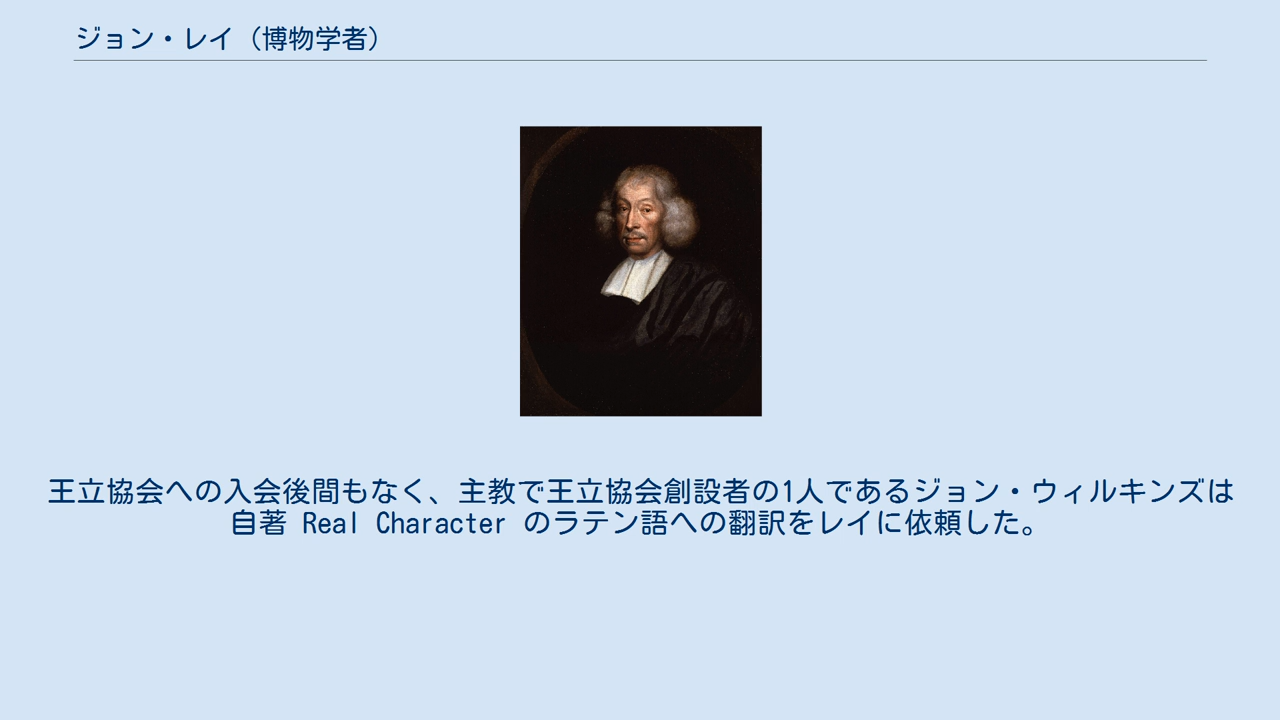 ジョン・レイ（博物学者）
王立協会への入会後間もなく、主教で王立協会創設者の1人であるジョン・ウィルキンズは
自著 Real Character のラテン語への翻訳をレイに依頼した。